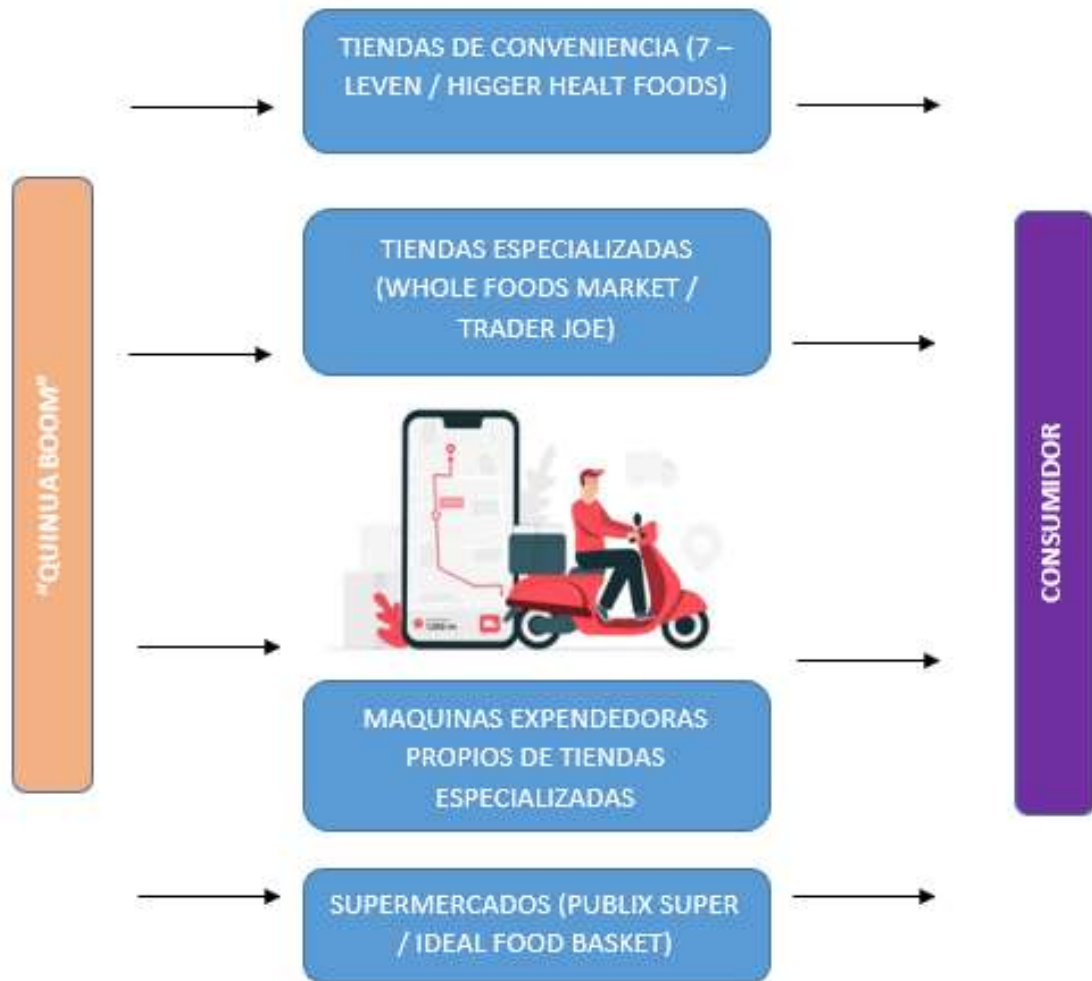 TIENDAS DE CONVENIENCIA (7 –
LEVEN / HIGGER HEALT FOODS)
TIENDAS ESPECIALIZADAS
(WHOLE FOODS MARKET /
TRADER JOE)
"QUINUA BOOM"
CONSUMIDOR
MAQUINAS EXPENDEDORAS
PROPIOS DE TIENDAS
ESPECIALIZADAS
SUPERMERCADOS (PUBLIX SUPER
/ IDEAL FOOD BASKET)